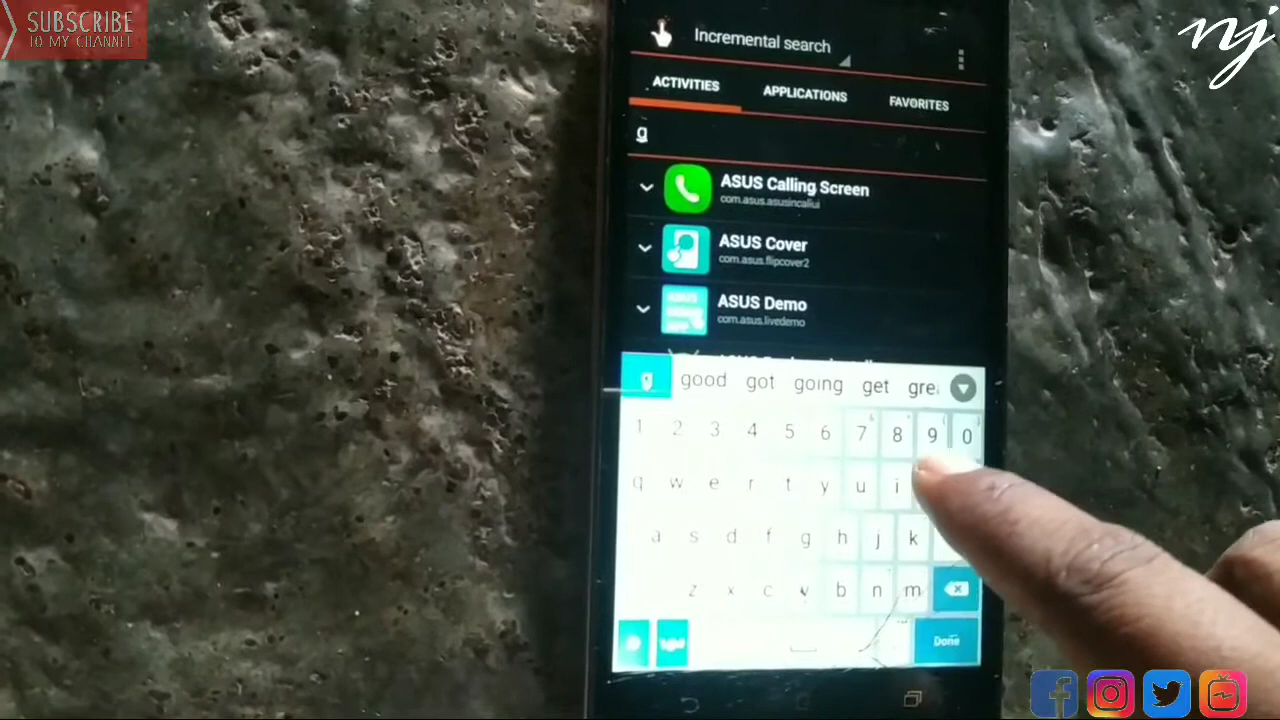 SUBSCRIBE
TO MY CHANNEL
nj
Incremental search
ACTIVITIES
APPLICATIONS
FAVORITES
g
ASUS Calling Screen
com.asus.asusincallui
ASUS Cover
com.asus.flipcover2
ASUS Demo
com.asus.livedemo
g good got going get gre
1 2 3 4 5 6 7 8 9 0
q w e r t y u i
a s d f g h j k
z x c v b n m
Done